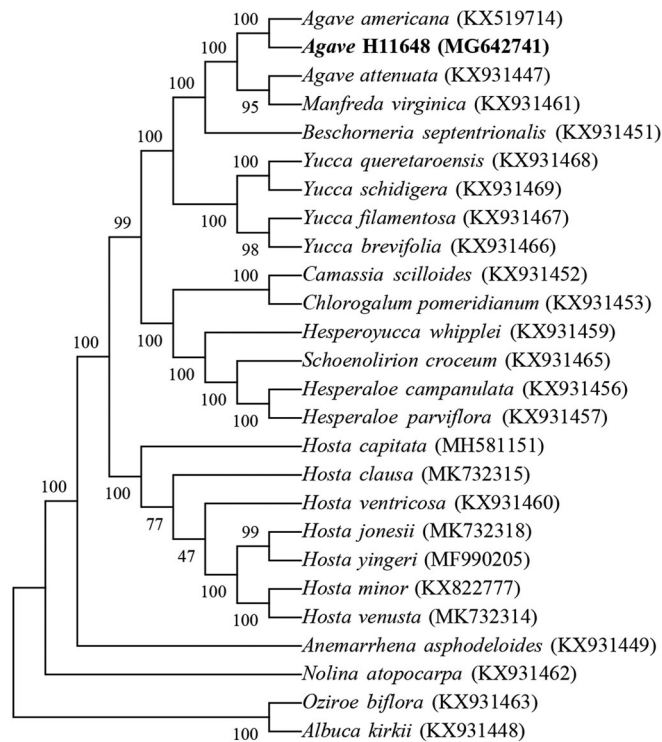 100
Agave americana (KX519714)
Agave H11648 (MG642741)
100
100
Agave attenuata (KX931447)
95
Manfreda virginica (KX931461)
Beschorneria septentrionalis (KX931451)
100
100
Yucca queretaroensis (KX931468)
Yucca schidigera (KX931469)
100
Yucca filamentosa (KX931467)
98
Yucca brevifolia (KX931466)
99
100
Camassia scilloides (KX931452)
Chlorogalum pomeridianum (KX931453)
100
Hesperoyucca whipplei (KX931459)
100
Schoenolirion croceum (KX931465)
100
Hesperaloe campanulata (KX931456)
100
Hesperaloe parviflora (KX931457)
100
Hosta capitata (MH581151)
100
Hosta clausa (MK732315)
77
Hosta ventricosa (KX931460)
47
99
Hosta jonesii (MK732318)
Hosta yingeri (MF990205)
100
Hosta minor (KX822777)
100
Hosta venusta (MK732314)
100
Anemarrhena asphodeloides (KX931449)
Nolina atopocarpa (KX931462)
Oziroe biflora (KX931463)
100
Albuca kirkii (KX931448)